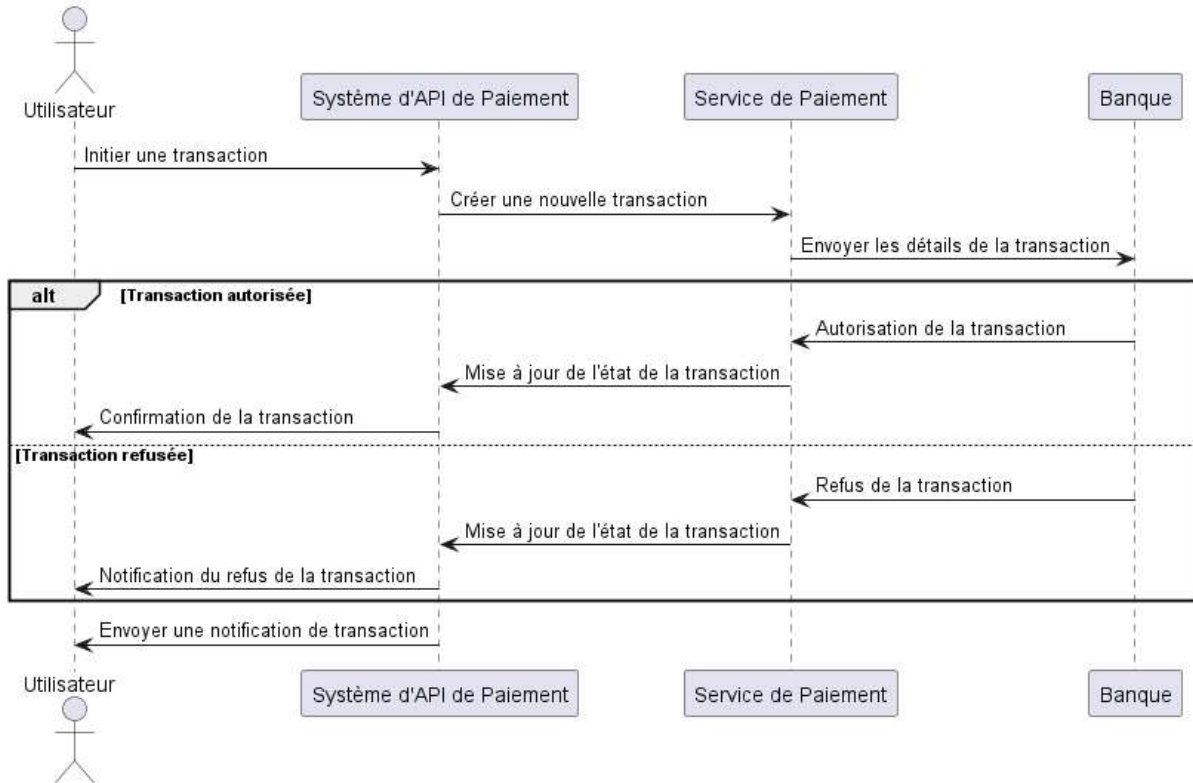 Utilisateur
Système d'API de Paiement
Service de Paiement
Banque
Initier une transaction
Créer une nouvelle transaction
Envoyer les détails de la transaction
alt
[Transaction autorisée]
Autorisation de la transaction
Mise à jour de l'état de la transaction
Confirmation de la transaction
[Transaction refusée]
Refus de la transaction
Mise à jour de l'état de la transaction
Notification du refus de la transaction
Envoyer une notification de transaction
Utilisateur
Système d'API de Paiement
Service de Paiement
Banque